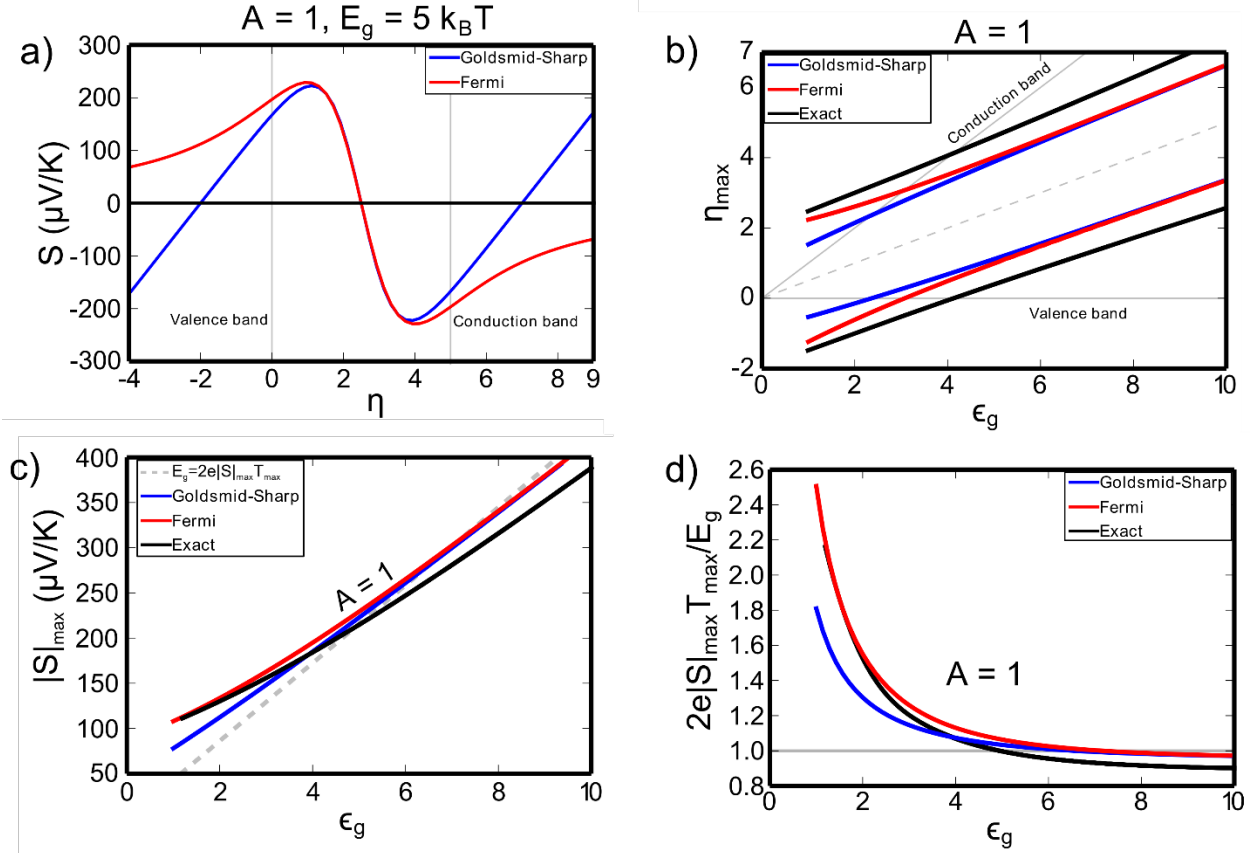 A = 1, E_g = 5 k_BT
a)
300
200
100
0
-100
-200
-300
S (µV/K)
Goldsmid-Sharp
Fermi
Valence band
Conduction band
-4 -2 0 2 4 6 8 9
η
A = 1
b)
7
6
4
2
0
-2
η_max
Goldsmid-Sharp
Fermi
Exact
Conduction band
Valence band
0 2 4 6 8 10
ϵ_g
c)
400
350
300
250
200
150
100
50
|S|_max (µV/K)
E_g=2e|S|_max T_max
Goldsmid-Sharp
Fermi
Exact
A = 1
0 2 4 6 8 10
ϵ_g
d)
2.6
2.4
2.2
2.0
1.8
1.6
1.4
1.2
1.0
0.8
2e|S|_max T_max/E_g
Goldsmid-Sharp
Fermi
Exact
A = 1
0 2 4 6 8 10
ϵ_g